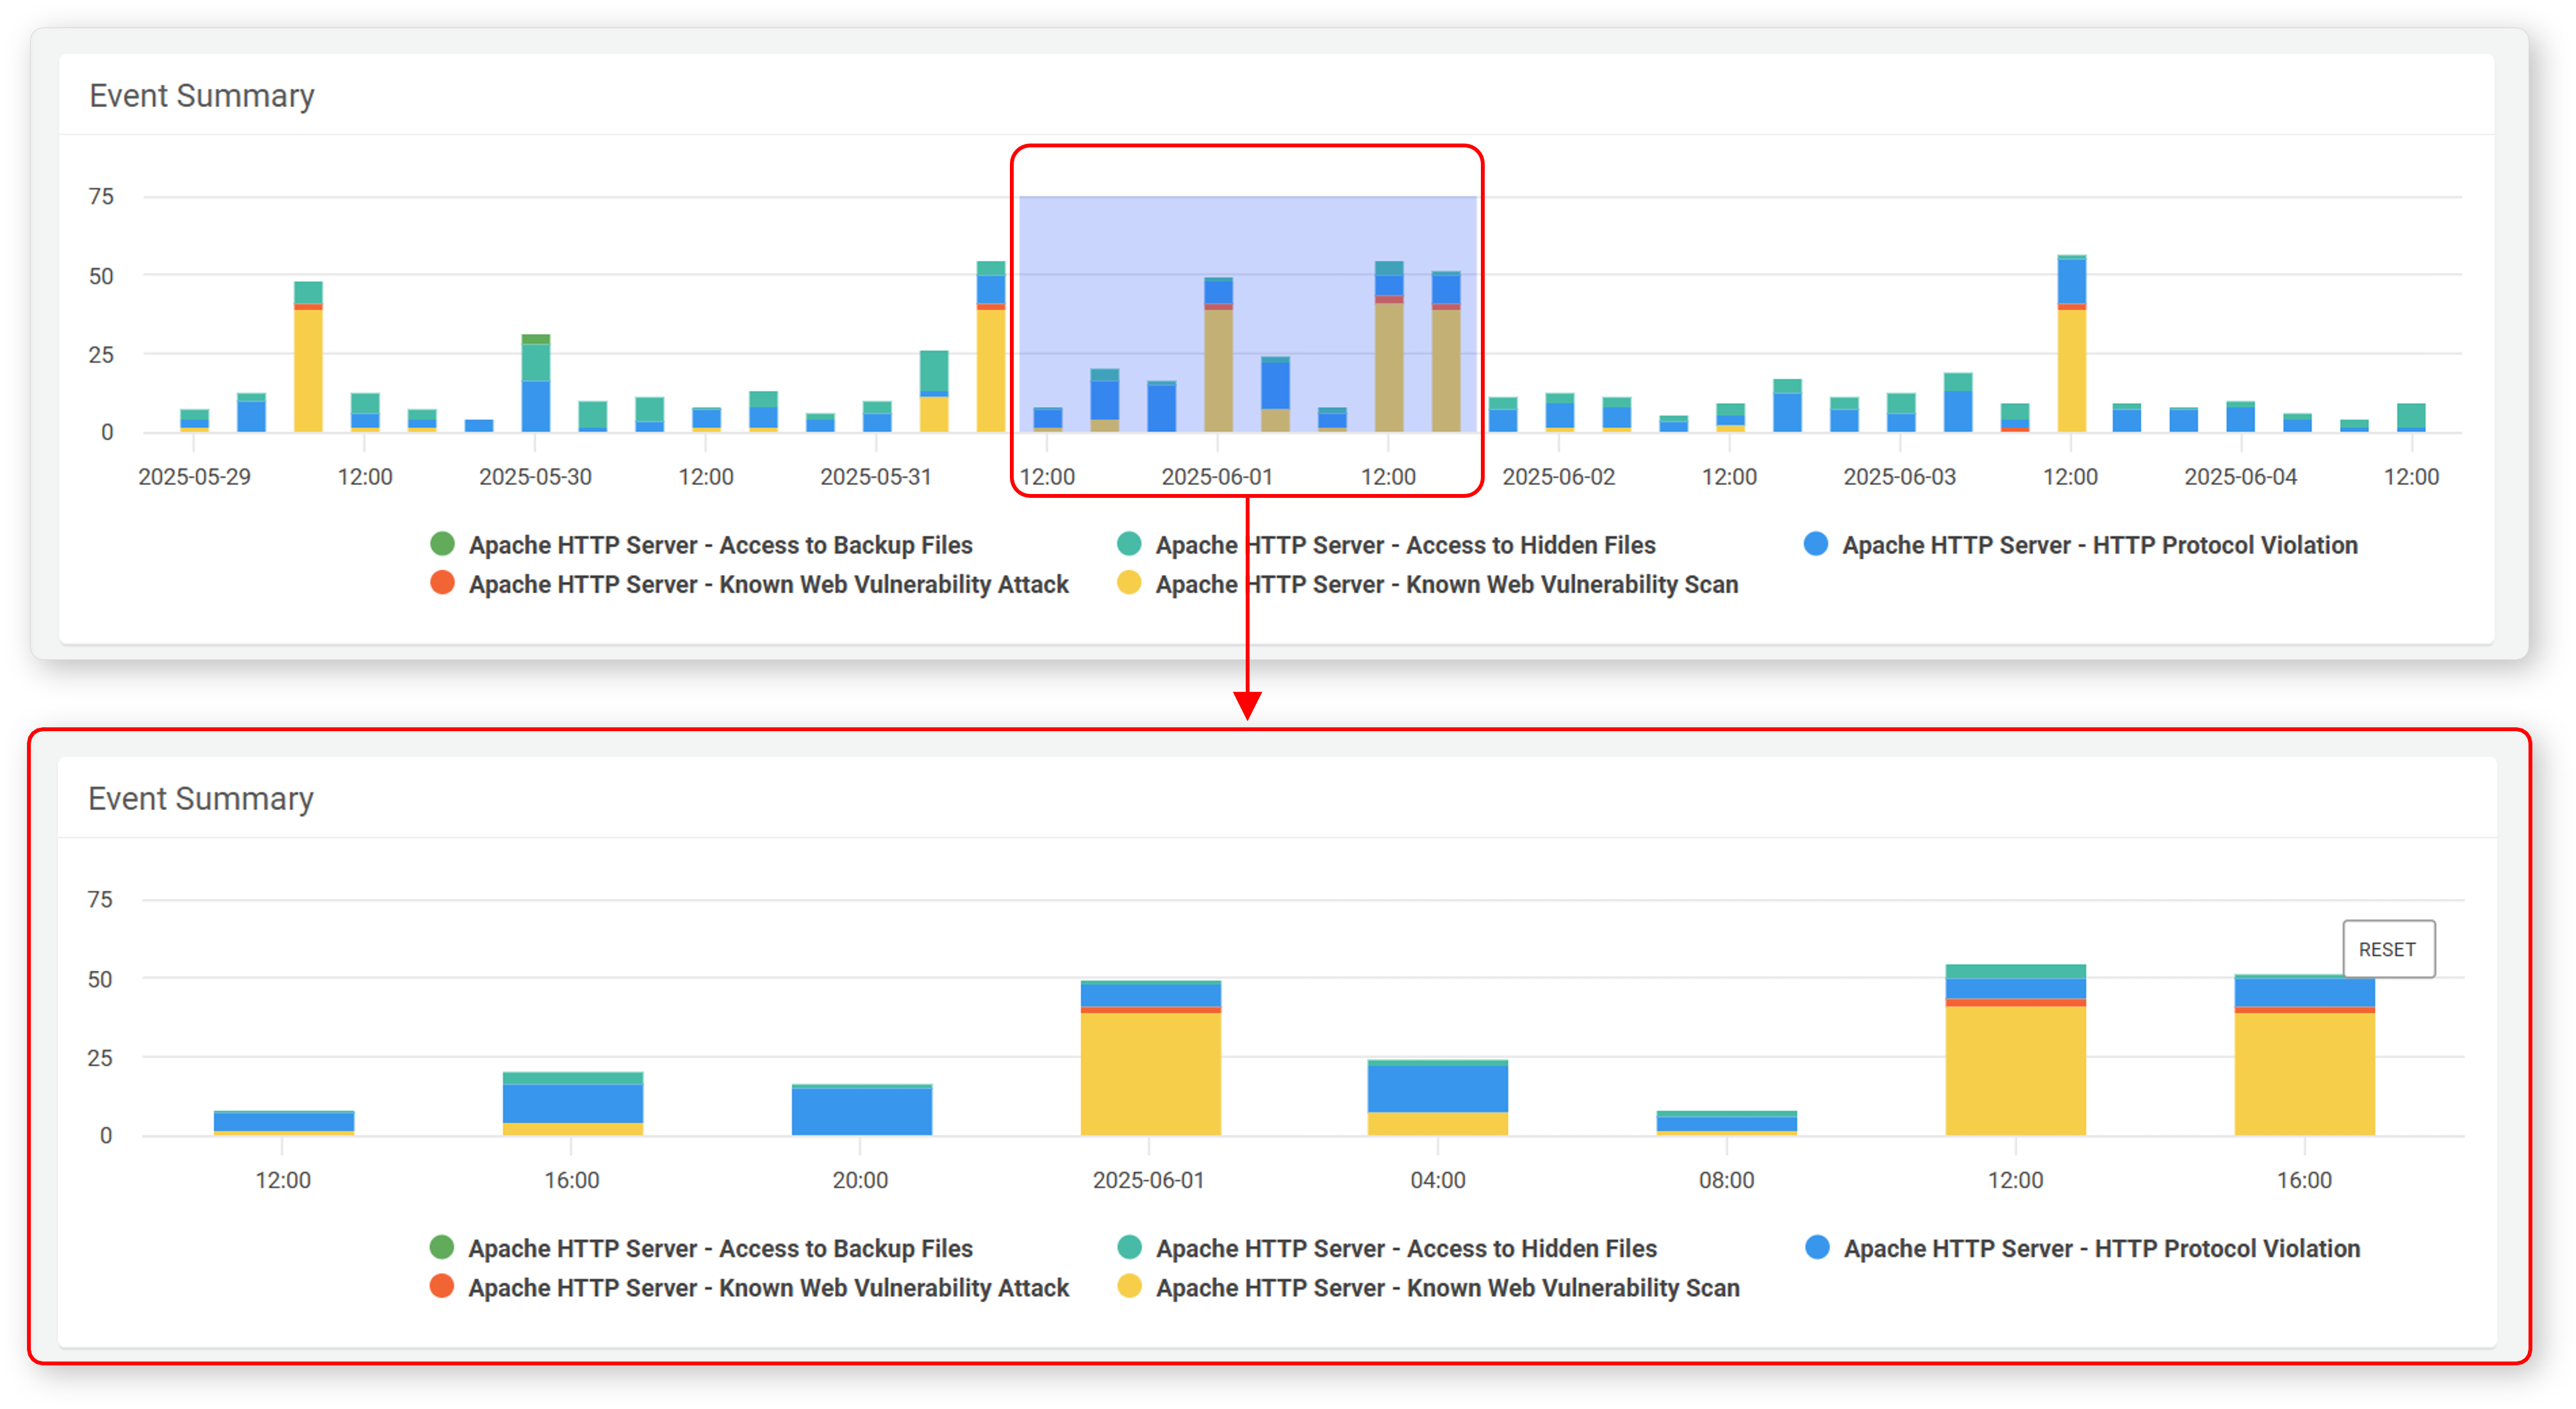 Event Summary
75
50
25
0
2025-05-29 12:00 2025-05-30 12:00 2025-05-31 12:00 2025-06-01 12:00 2025-06-02 12:00 2025-06-03 12:00 2025-06-04 12:00
Apache HTTP Server - Access to Backup Files Apache HTTP Server - Access to Hidden Files Apache HTTP Server - HTTP Protocol Violation
Apache HTTP Server - Known Web Vulnerability Attack Apache HTTP Server - Known Web Vulnerability Scan
Event Summary
75
RESET
50
25
0
12:00 16:00 20:00 2025-06-01 04:00 08:00 12:00 16:00
Apache HTTP Server - Access to Backup Files Apache HTTP Server - Access to Hidden Files Apache HTTP Server - HTTP Protocol Violation
Apache HTTP Server - Known Web Vulnerability Attack Apache HTTP Server - Known Web Vulnerability Scan